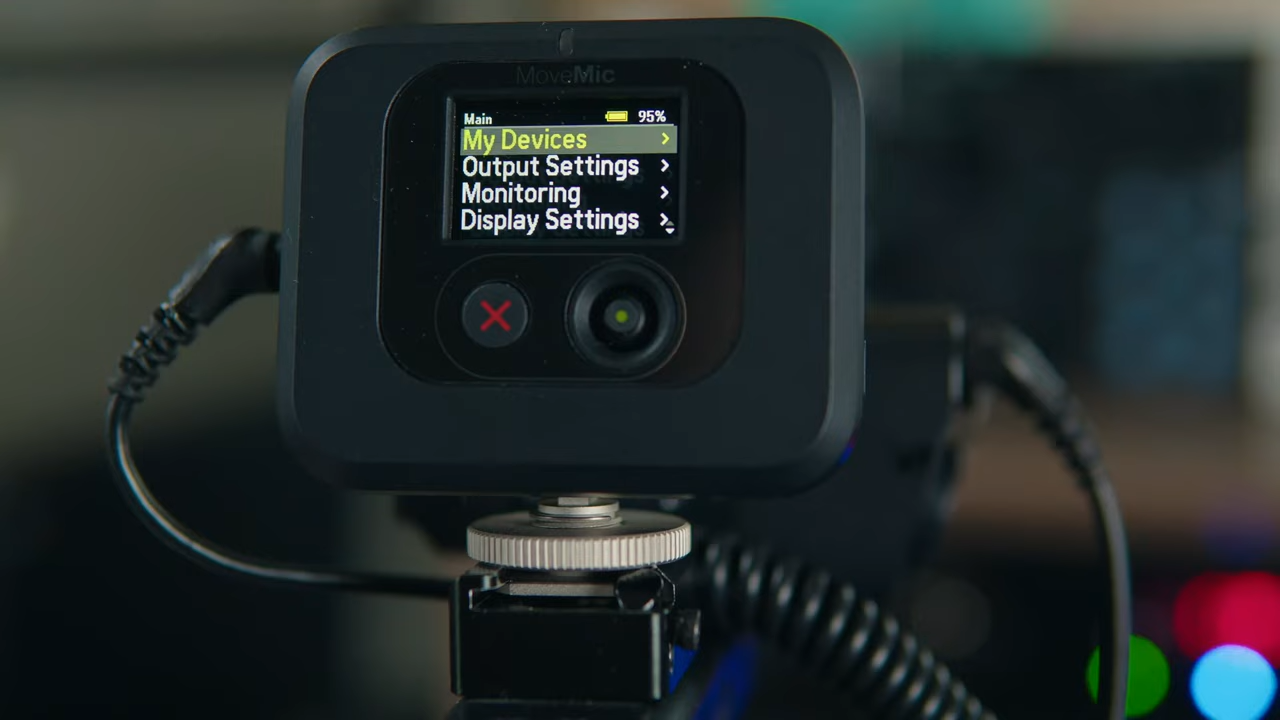 MoveMic
Main 95%
My Devices >
Output Settings >
Monitoring >
Display Settings >